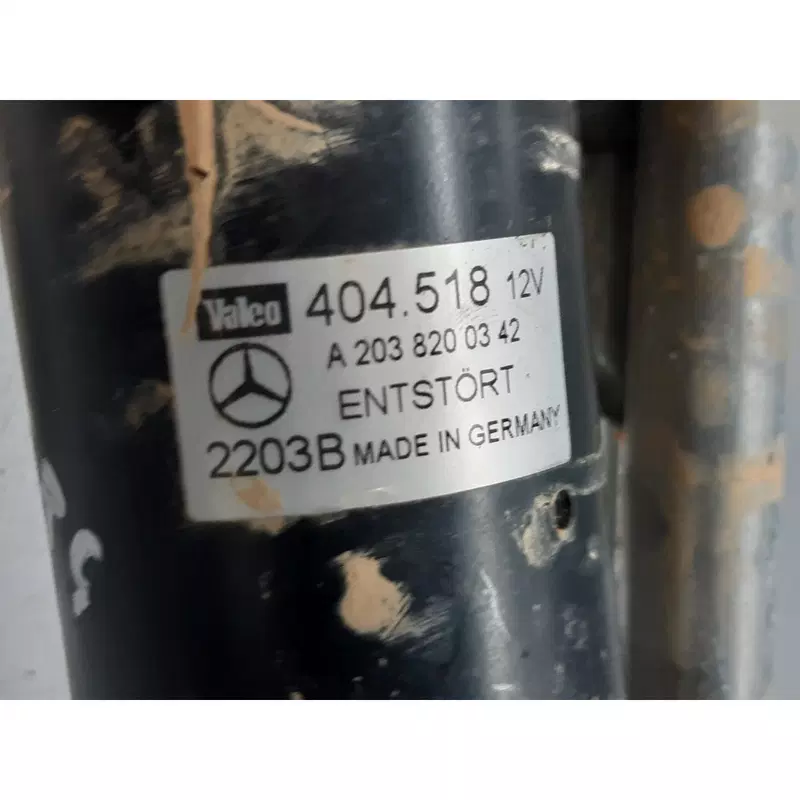 Valeo 404.518 12V
A 203 820 03 42
ENTSTÖRT
2203B MADE IN GERMANY